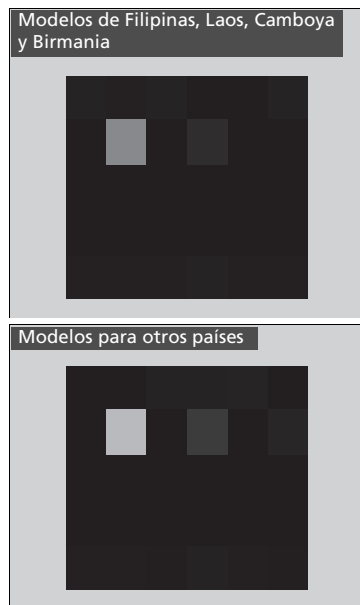 Modelos de Filipinas, Laos, Camboya
y Birmania
Modelos para otros países